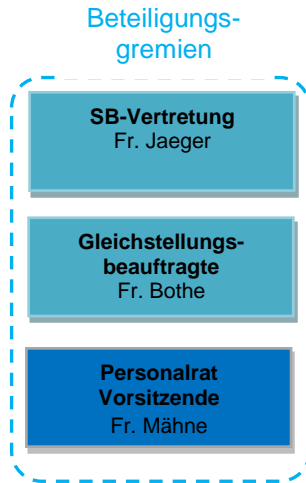 Beteiligungs-
gremien
SB-Vertretung
Fr. Jaeger
Gleichstellungs-
beauftragte
Fr. Bothe
Personalrat
Vorsitzende
Fr. Mähne